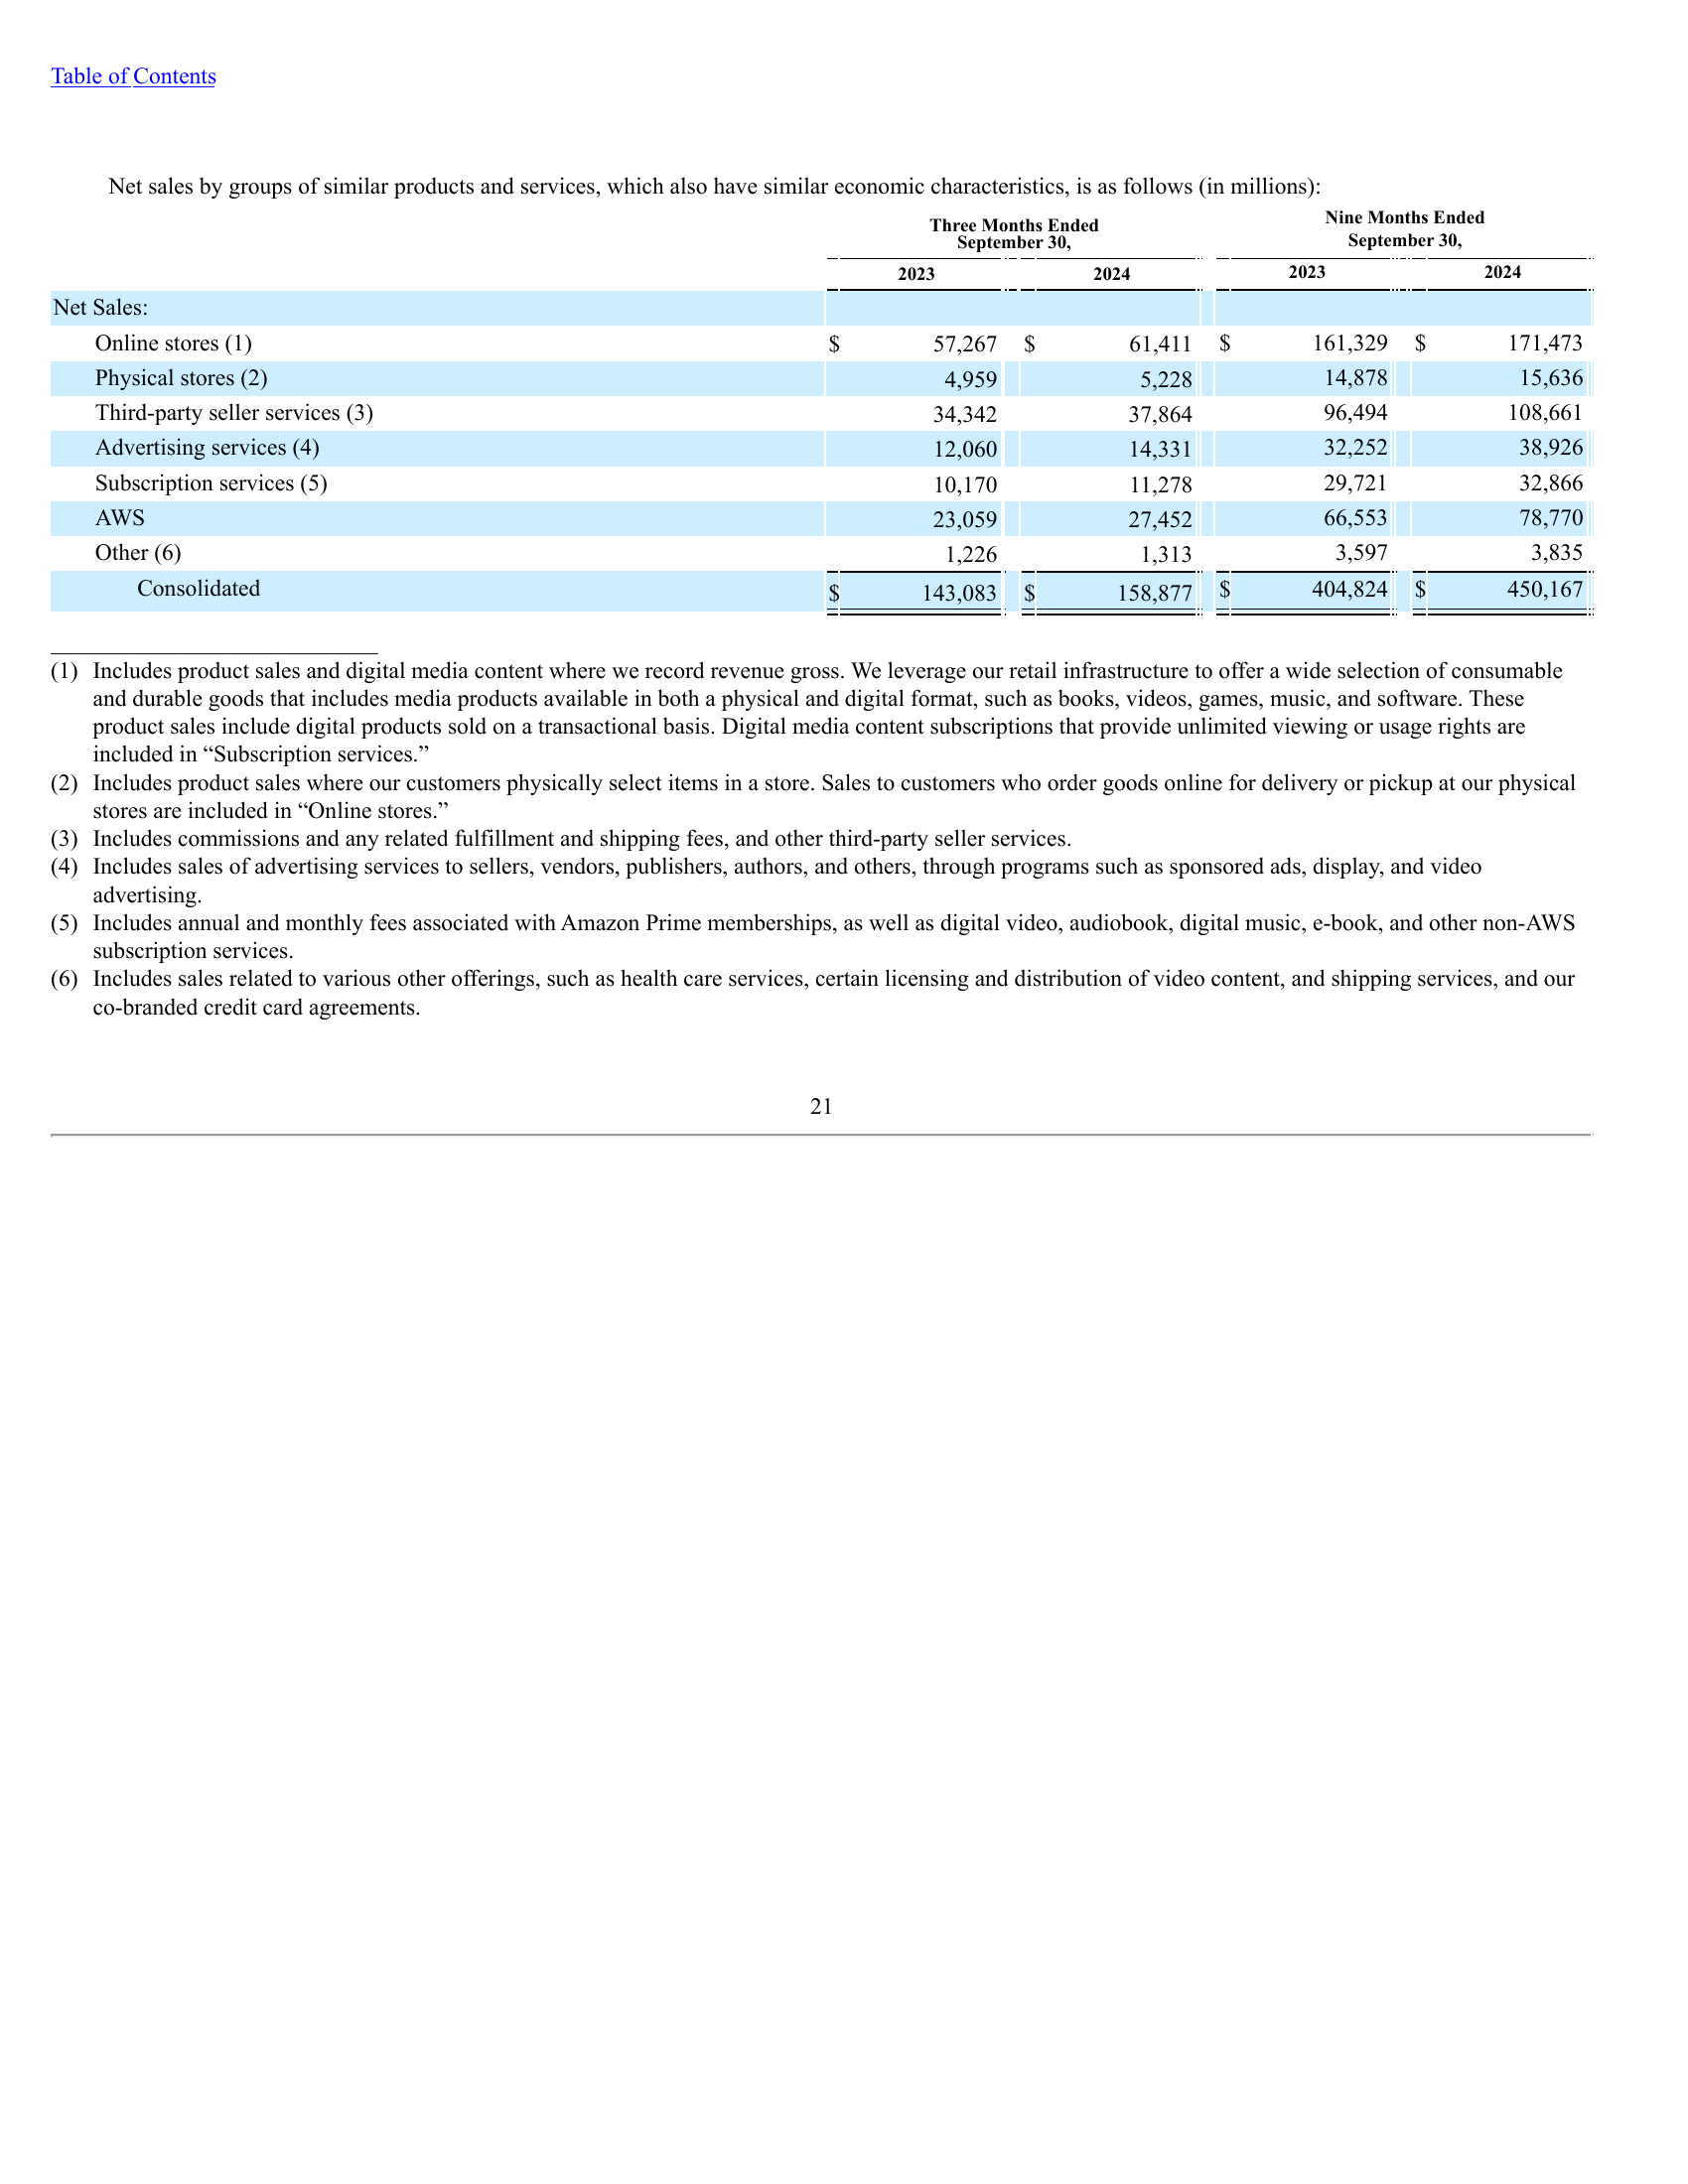 Table of Contents
Net sales by groups of similar products and services, which also have similar economic characteristics, is as follows (in millions):
Three Months Ended September 30, Nine Months Ended September 30,
2023 2024 2023 2024
Net Sales:
Online stores (1) $ 57,267 $ 61,411 $ 161,329 $ 171,473
Physical stores (2) 4,959 5,228 14,878 15,636
Third-party seller services (3) 34,342 37,864 96,494 108,661
Advertising services (4) 12,060 14,331 32,252 38,926
Subscription services (5) 10,170 11,278 29,721 32,866
AWS 23,059 27,452 66,553 78,770
Other (6) 1,226 1,313 3,597 3,835
Consolidated $ 143,083 $ 158,877 $ 404,824 $ 450,167
(1) Includes product sales and digital media content where we record revenue gross. We leverage our retail infrastructure to offer a wide selection of consumable
and durable goods that includes media products available in both a physical and digital format, such as books, videos, games, music, and software. These
product sales include digital products sold on a transactional basis. Digital media content subscriptions that provide unlimited viewing or usage rights are
included in “Subscription services.”
(2) Includes product sales where our customers physically select items in a store. Sales to customers who order goods online for delivery or pickup at our physical
stores are included in “Online stores.”
(3) Includes commissions and any related fulfillment and shipping fees, and other third-party seller services.
(4) Includes sales of advertising services to sellers, vendors, publishers, authors, and others, through programs such as sponsored ads, display, and video
advertising.
(5) Includes annual and monthly fees associated with Amazon Prime memberships, as well as digital video, audiobook, digital music, e-book, and other non-AWS
subscription services.
(6) Includes sales related to various other offerings, such as health care services, certain licensing and distribution of video content, and shipping services, and our
co-branded credit card agreements.
21